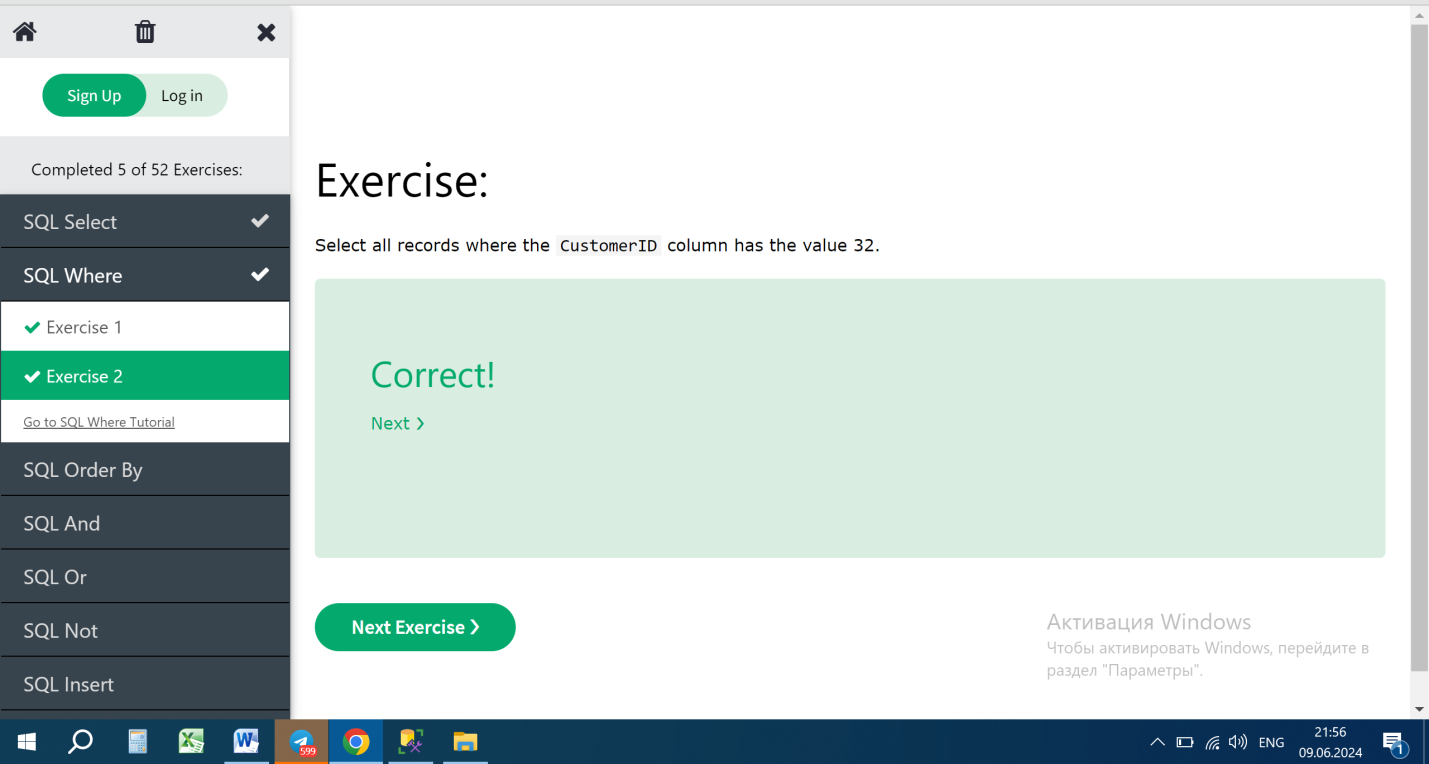 Sign Up Log in
Completed 5 of 52 Exercises:
SQL Select
SQL Where
Exercise 1
Exercise 2
Go to SQL Where Tutorial
SQL Order By
SQL And
SQL Or
SQL Not
SQL Insert
Exercise:
Select all records where the CustomerID column has the value 32.
Correct!
Next ❯
Next Exercise ❯
Активация Windows
Чтобы активировать Windows, перейдите в
раздел "Параметры".
599
ENG
21:56
09.06.2024
1